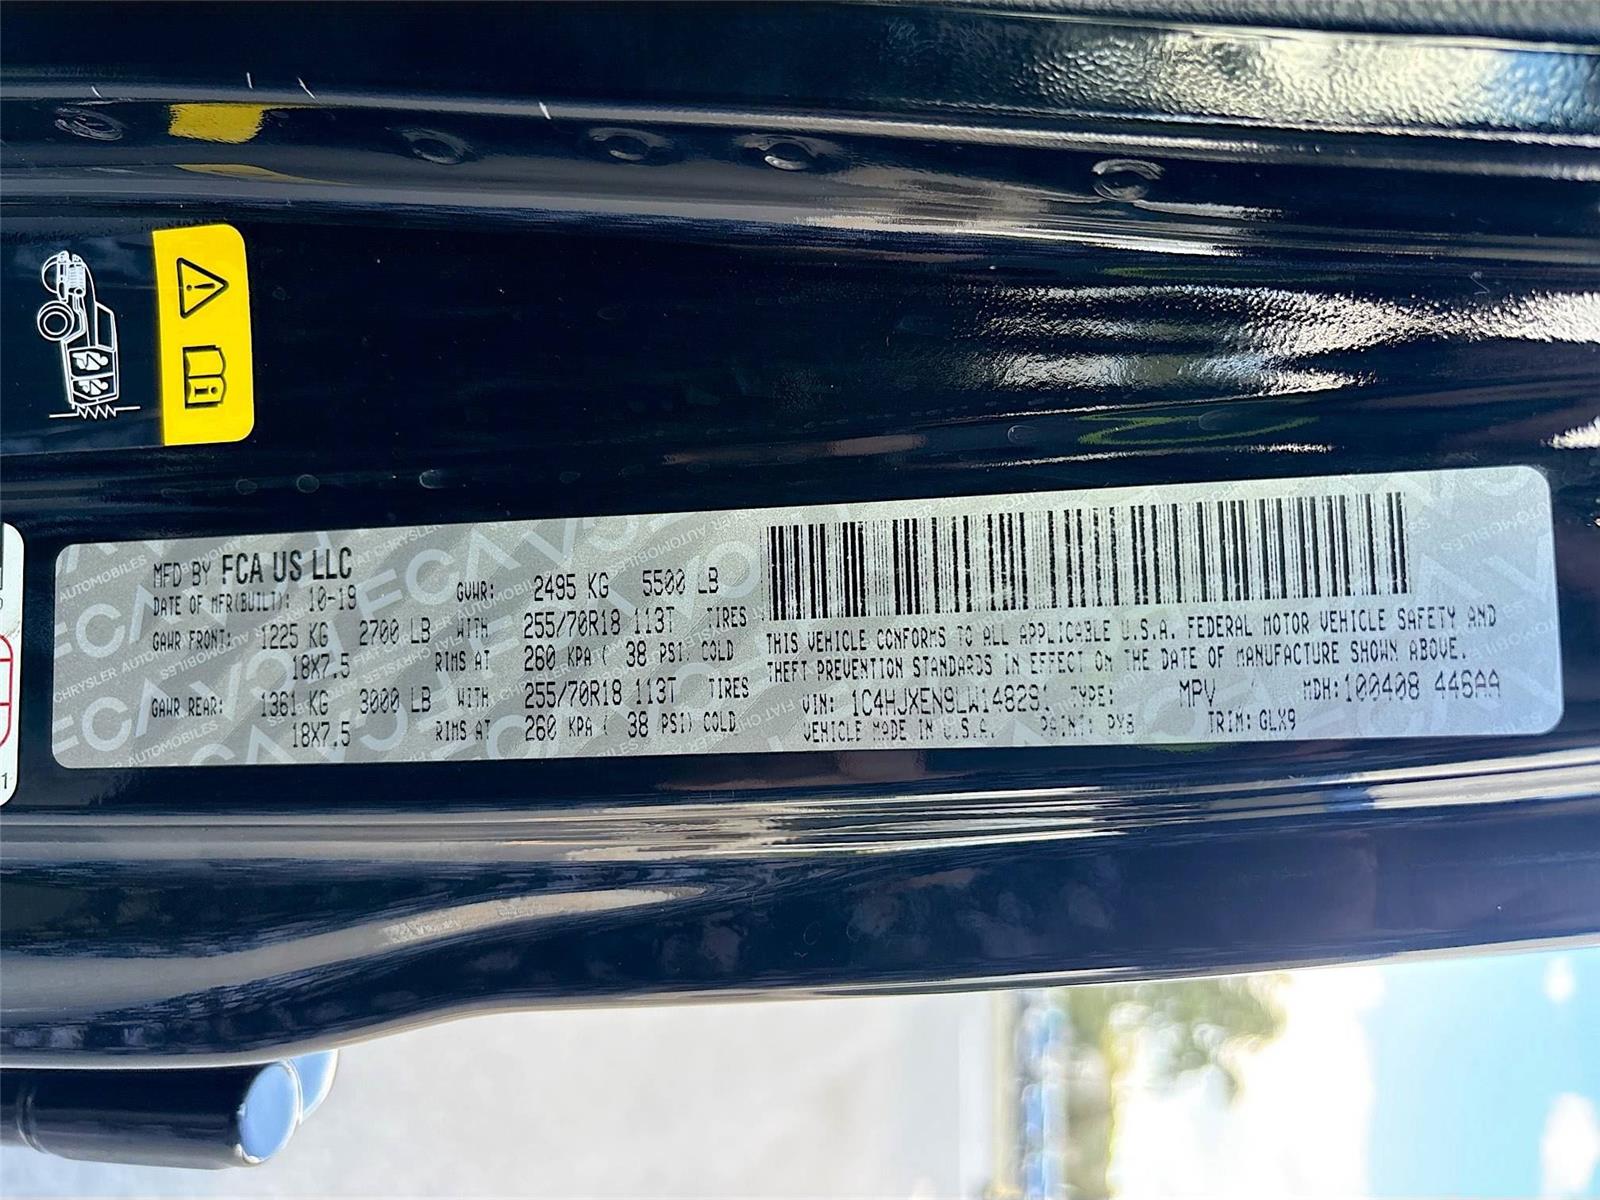 MFD BY FCA US LLC
DATE OF MFR(BUILT): 10-19
GVWR: 2495 KG 5500 LB
GAWR FRONT: 1225 KG 2700 LB WITH 255/70R18 113T TIRES
18X7.5 RIMS AT 260 KPA ( 38 PSI) COLD
GAWR REAR: 1361 KG 3000 LB WITH 255/70R18 113T TIRES
18X7.5 RIMS AT 260 KPA ( 38 PSI) COLD
THIS VEHICLE CONFORMS TO ALL APPLICABLE U.S.A. FEDERAL MOTOR VEHICLE SAFETY AND
THEFT PREVENTION STANDARDS IN EFFECT ON THE DATE OF MANUFACTURE SHOWN ABOVE.
VIN: 1C4HJXEN9LW148291 TYPE: MPV MDH:100408 446AA
VEHICLE MADE IN U.S.A. PAINT: PX8 TRIM:GLX9